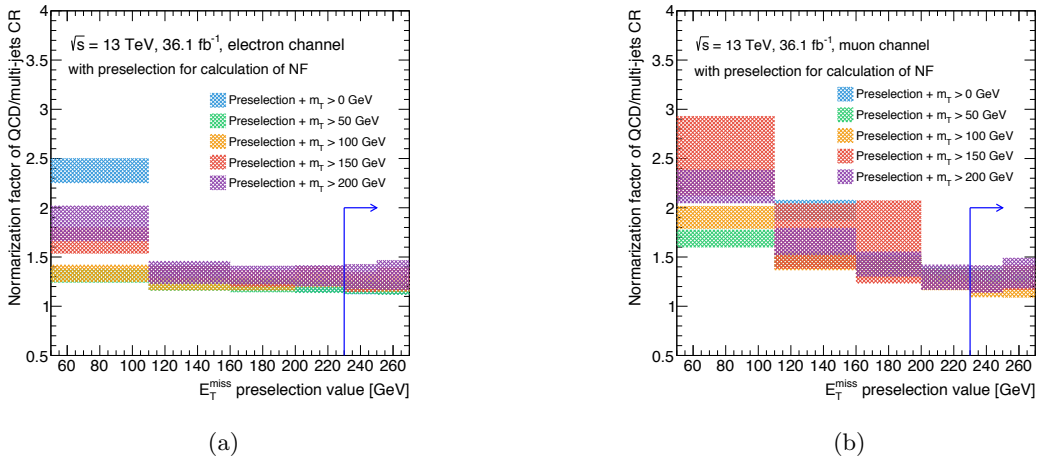 Normarization factor of QCD/multi-jets CR
4
3.5
3
2.5
2
1.5
1
0.5
√s = 13 TeV, 36.1 fb⁻¹, electron channel
with preselection for calculation of NF
Preselection + m_T > 0 GeV
Preselection + m_T > 50 GeV
Preselection + m_T > 100 GeV
Preselection + m_T > 150 GeV
Preselection + m_T > 200 GeV
60 80 100 120 140 160 180 200 220 240 260
E_T^miss preselection value [GeV]
(a)
Normarization factor of QCD/multi-jets CR
4
3.5
3
2.5
2
1.5
1
0.5
√s = 13 TeV, 36.1 fb⁻¹, muon channel
with preselection for calculation of NF
Preselection + m_T > 0 GeV
Preselection + m_T > 50 GeV
Preselection + m_T > 100 GeV
Preselection + m_T > 150 GeV
Preselection + m_T > 200 GeV
60 80 100 120 140 160 180 200 220 240 260
E_T^miss preselection value [GeV]
(b)